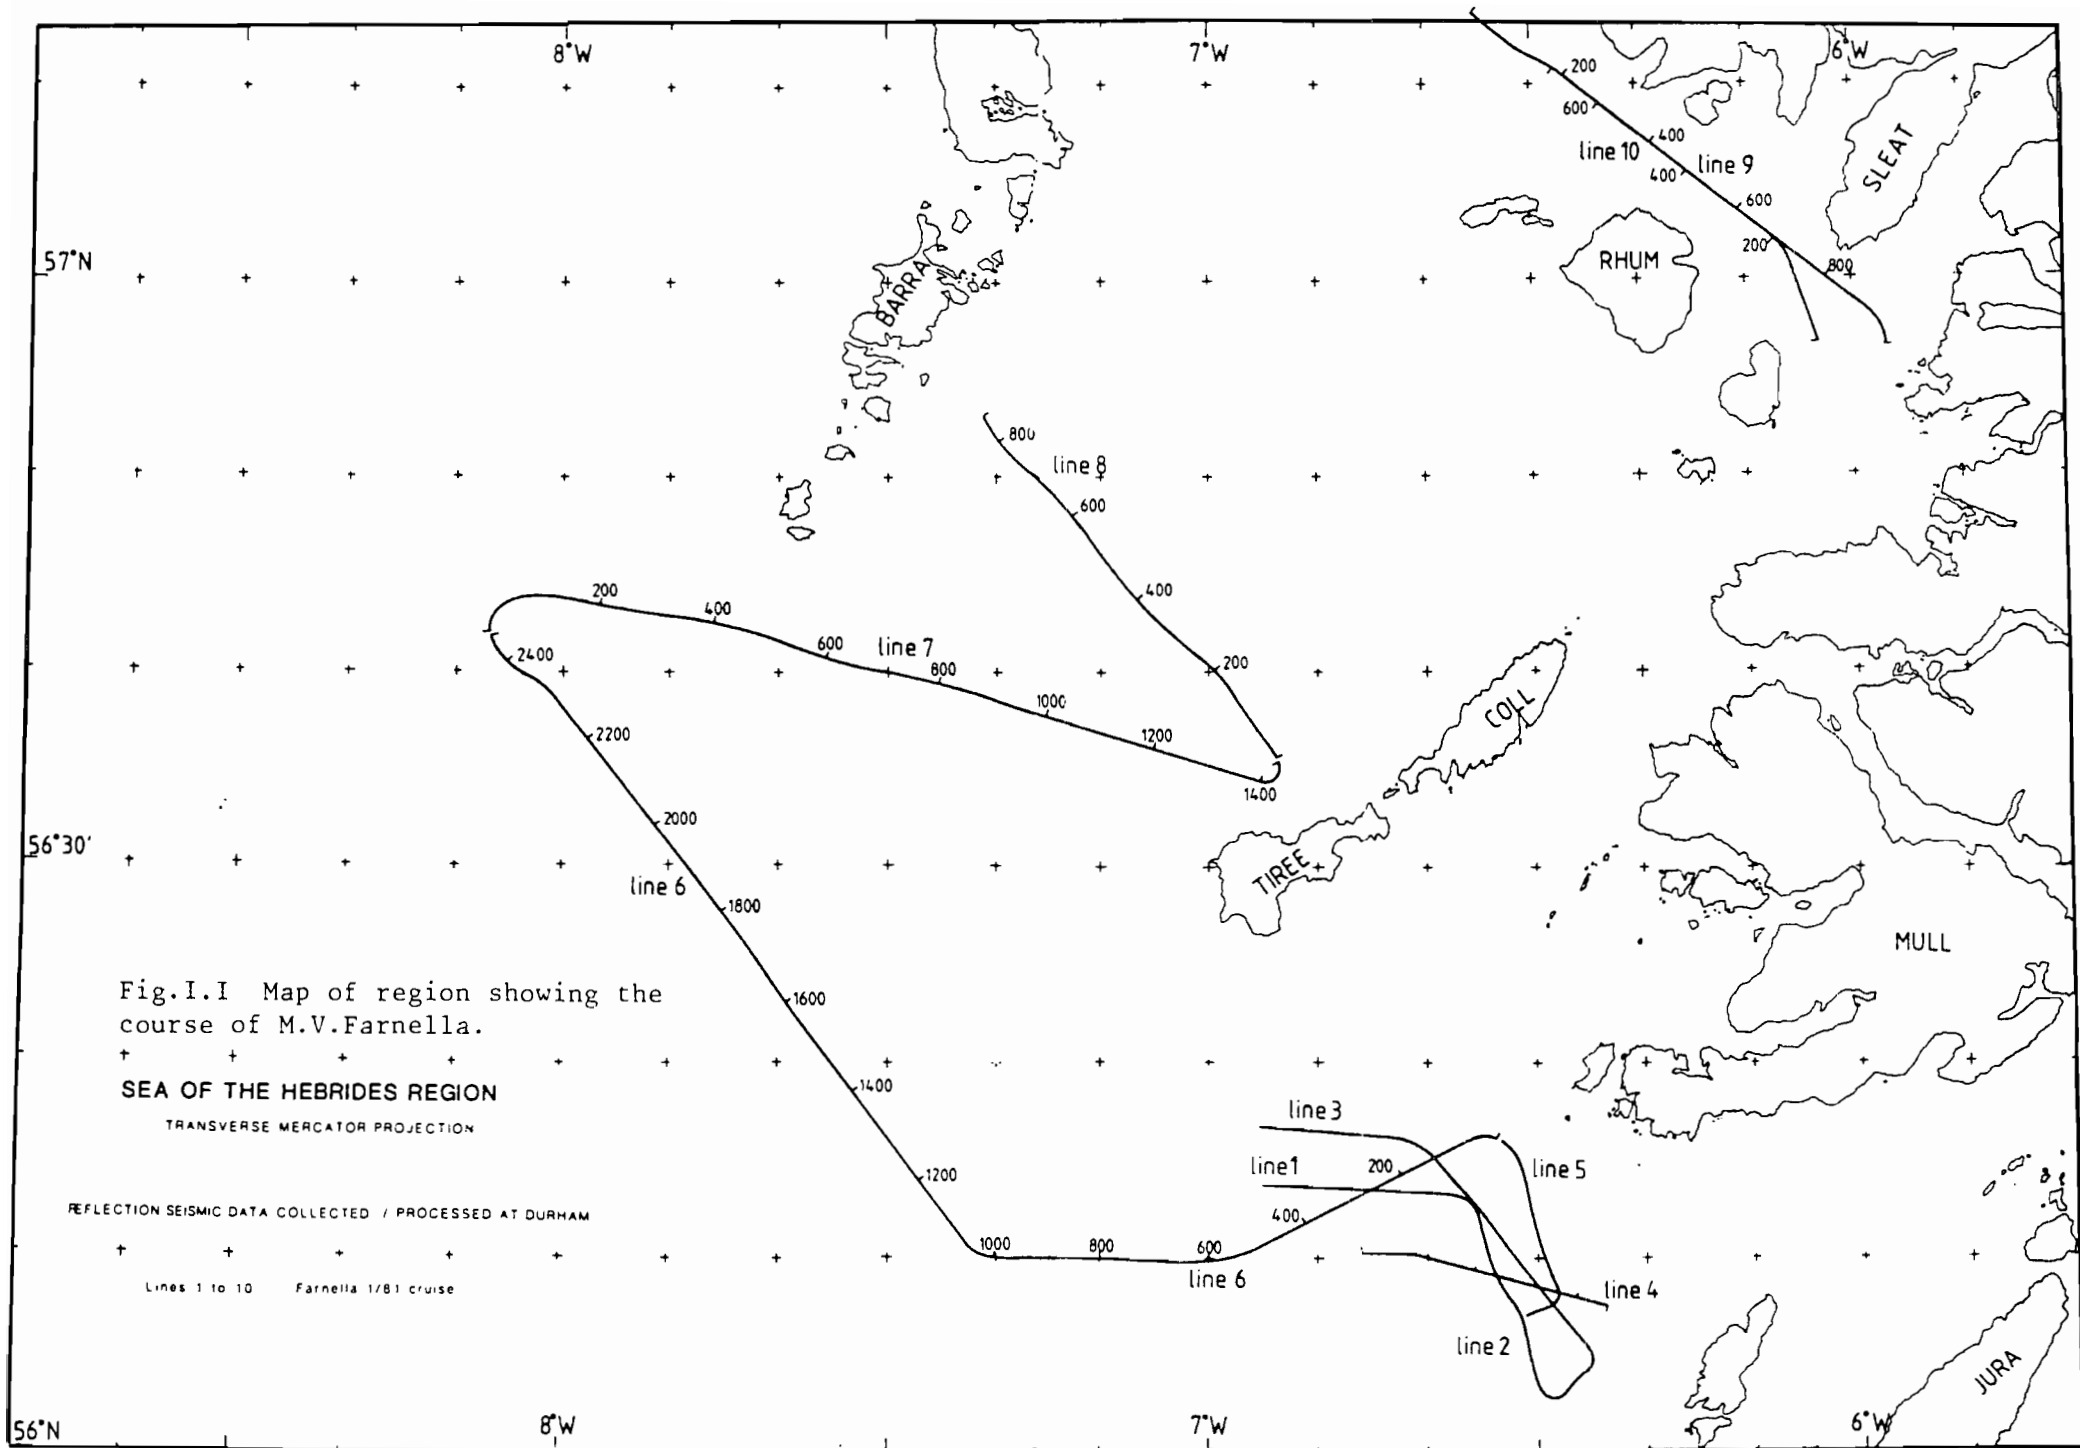 8°W
7°W
6°W
200
600
400
line 10
line 9
400
SLEAT
600
200
RHUM
800
57°N
BARRA
800
line 8
600
400
200
200
400
600
line 7
800
1000
1200
1400
2400
2200
COLL
2000
56°30'
TIREE
line 6
1800
MULL
Fig.I.I Map of region showing the
course of M.V.Farnella.
1600
SEA OF THE HEBRIDES REGION
1400
TRANSVERSE MERCATOR PROJECTION
line 3
line 1
200
line 5
1200
REFLECTION SEISMIC DATA COLLECTED / PROCESSED AT DURHAM
400
1000
800
600
line 6
Lines 1 to 10 Farnella 1/81 cruise
line 4
line 2
JURA
56°N
8°W
7°W
6°W